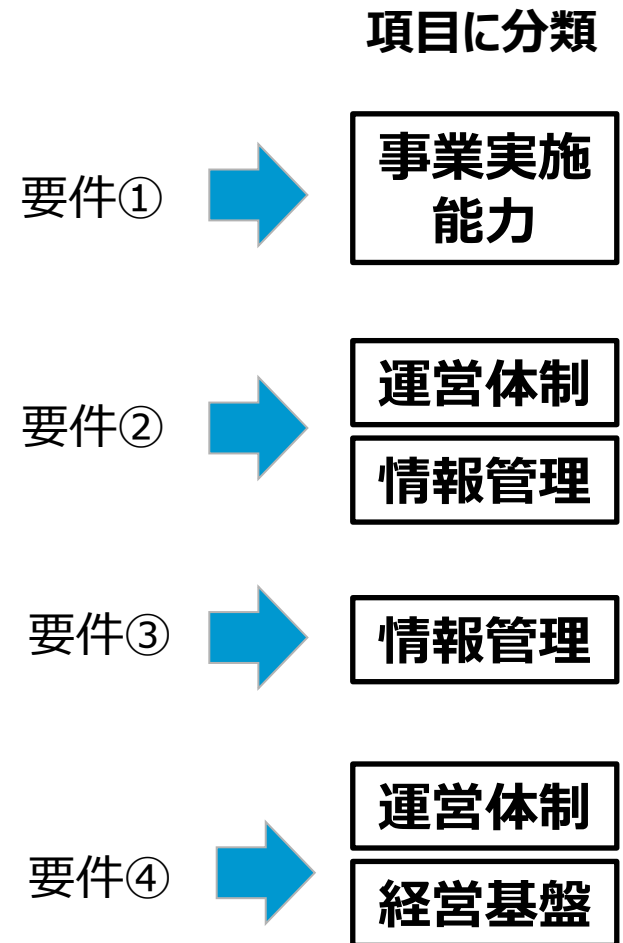 項目に分類
要件①
事業実施
能力
要件②
運営体制
情報管理
要件③
情報管理
要件④
運営体制
経営基盤